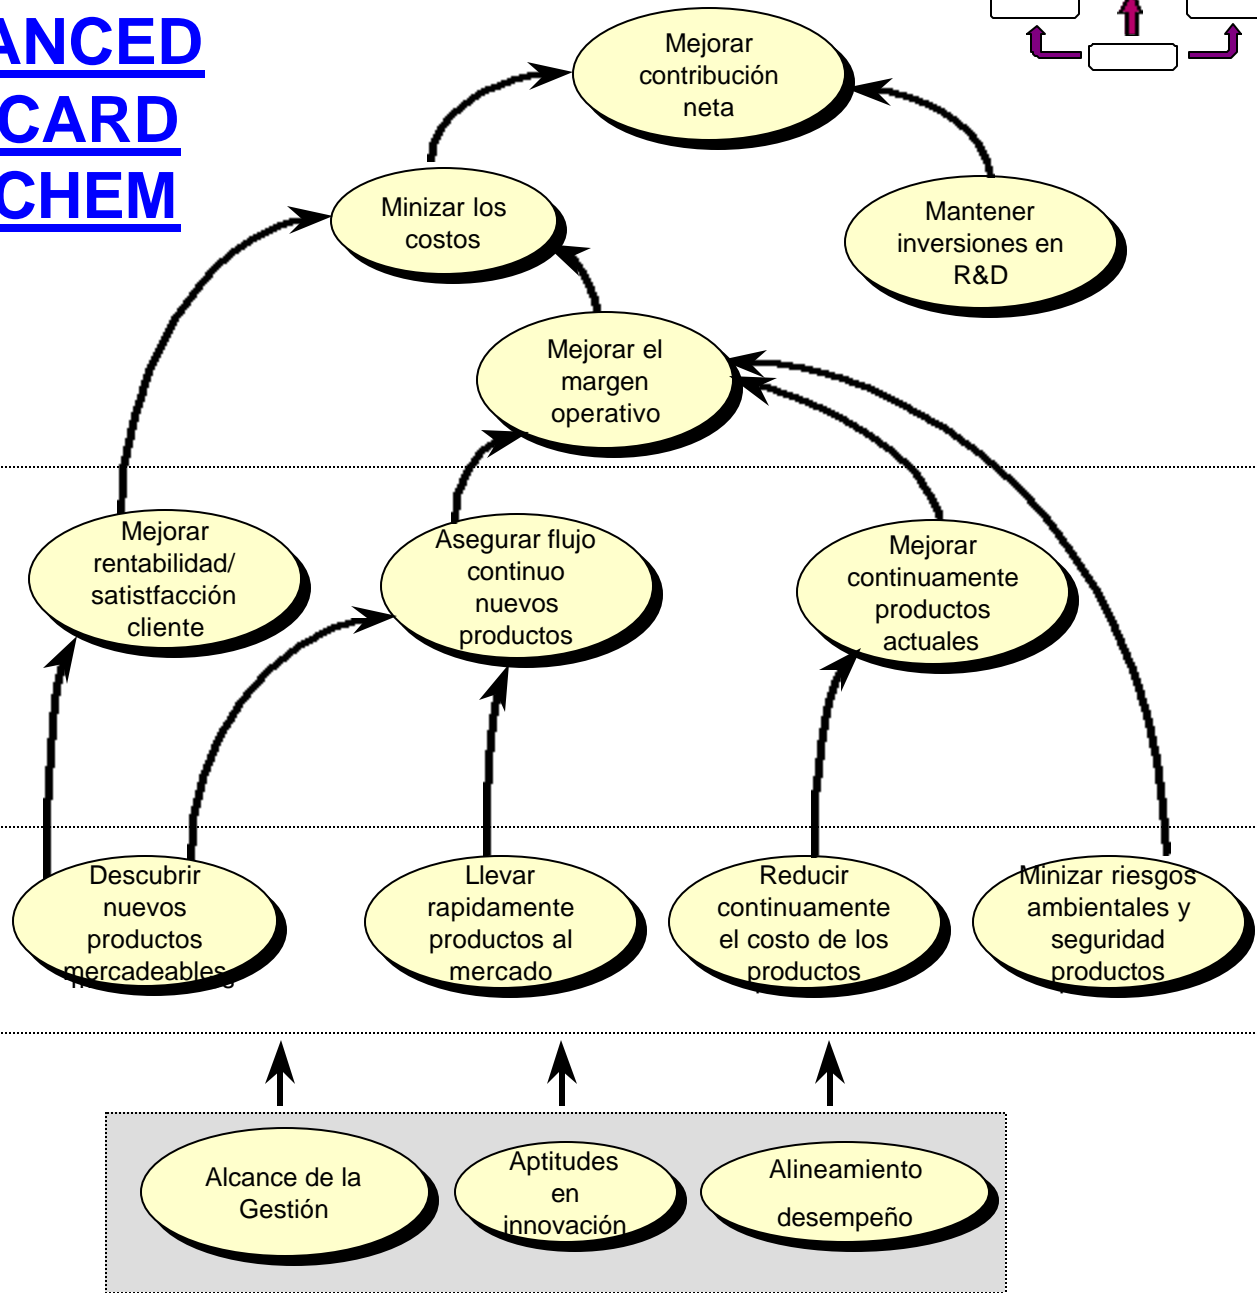 ANCED
CARD
CHEM
Mejorar
contribución
neta
Minizar los
costos
Mantener
inversiones en
R&D
Mejorar el
margen
operativo
Mejorar
rentabilidad/
satistfacción
cliente
Asegurar flujo
continuo
nuevos
productos
Mejorar
continuamente
productos
actuales
Descubrir
nuevos
productos
mercadeables
Llevar
rapidamente
productos al
mercado
Reducir
continuamente
el costo de los
productos
Minizar riesgos
ambientales y
seguridad
productos
Alcance de la
Gestión
Aptitudes
en
innovación
Alineamiento
desempeño